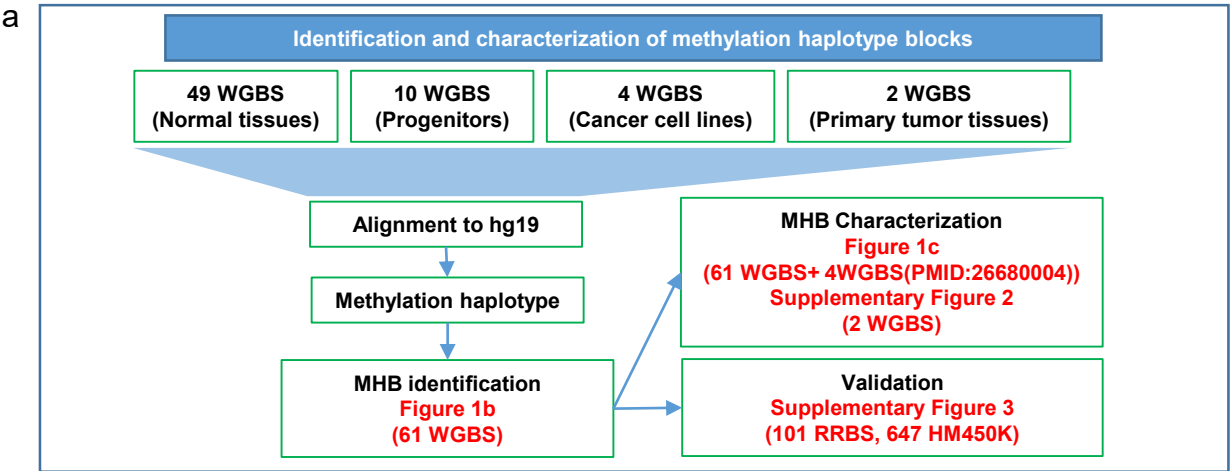 a
Identification and characterization of methylation haplotype blocks
49 WGBS
(Normal tissues)
10 WGBS
(Progenitors)
4 WGBS
(Cancer cell lines)
2 WGBS
(Primary tumor tissues)
Alignment to hg19
Methylation haplotype
MHB identification
Figure 1b
(61 WGBS)
MHB Characterization
Figure 1c
(61 WGBS+ 4WGBS(PMID:26680004))
Supplementary Figure 2
(2 WGBS)
Validation
Supplementary Figure 3
(101 RRBS, 647 HM450K)